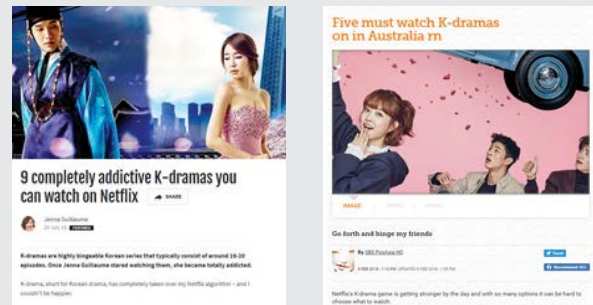 9 completely addictive K-dramas you
can watch on Netflix
SHARE
Jenna Guillaume
K-dramas are highly bingeable Korean series that typically consist of around 16-20
episodes. Once Jenna Guillaume stared watching them, she became totally addicted.
K-drama, short for Korean drama, has completely taken over my Netflix algorithm – and I
couldn't be happier.
Five must watch K-dramas
on in Australia rn
IMAGE
Go forth and binge my friends
By SBS PopAsia HQ
Tweet
Recommend
Netflix's K-drama game is getting stronger by the day and with so many options it can be hard to
choose what to watch.